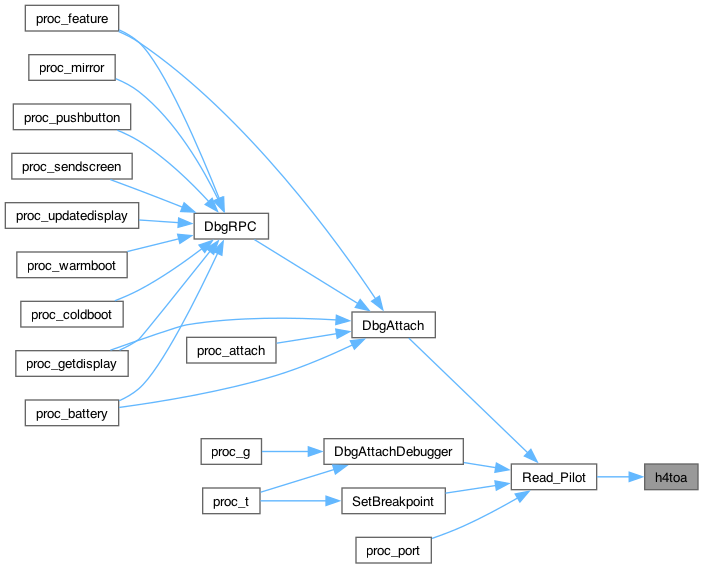 proc_feature
proc_mirror
proc_pushbutton
proc_sendscreen
proc_updatedisplay
DbgRPC
proc_warmboot
proc_coldboot
DbgAttach
proc_attach
proc_getdisplay
proc_battery
proc_g
DbgAttachDebugger
Read_Pilot
h4toa
proc_t
SetBreakpoint
proc_port